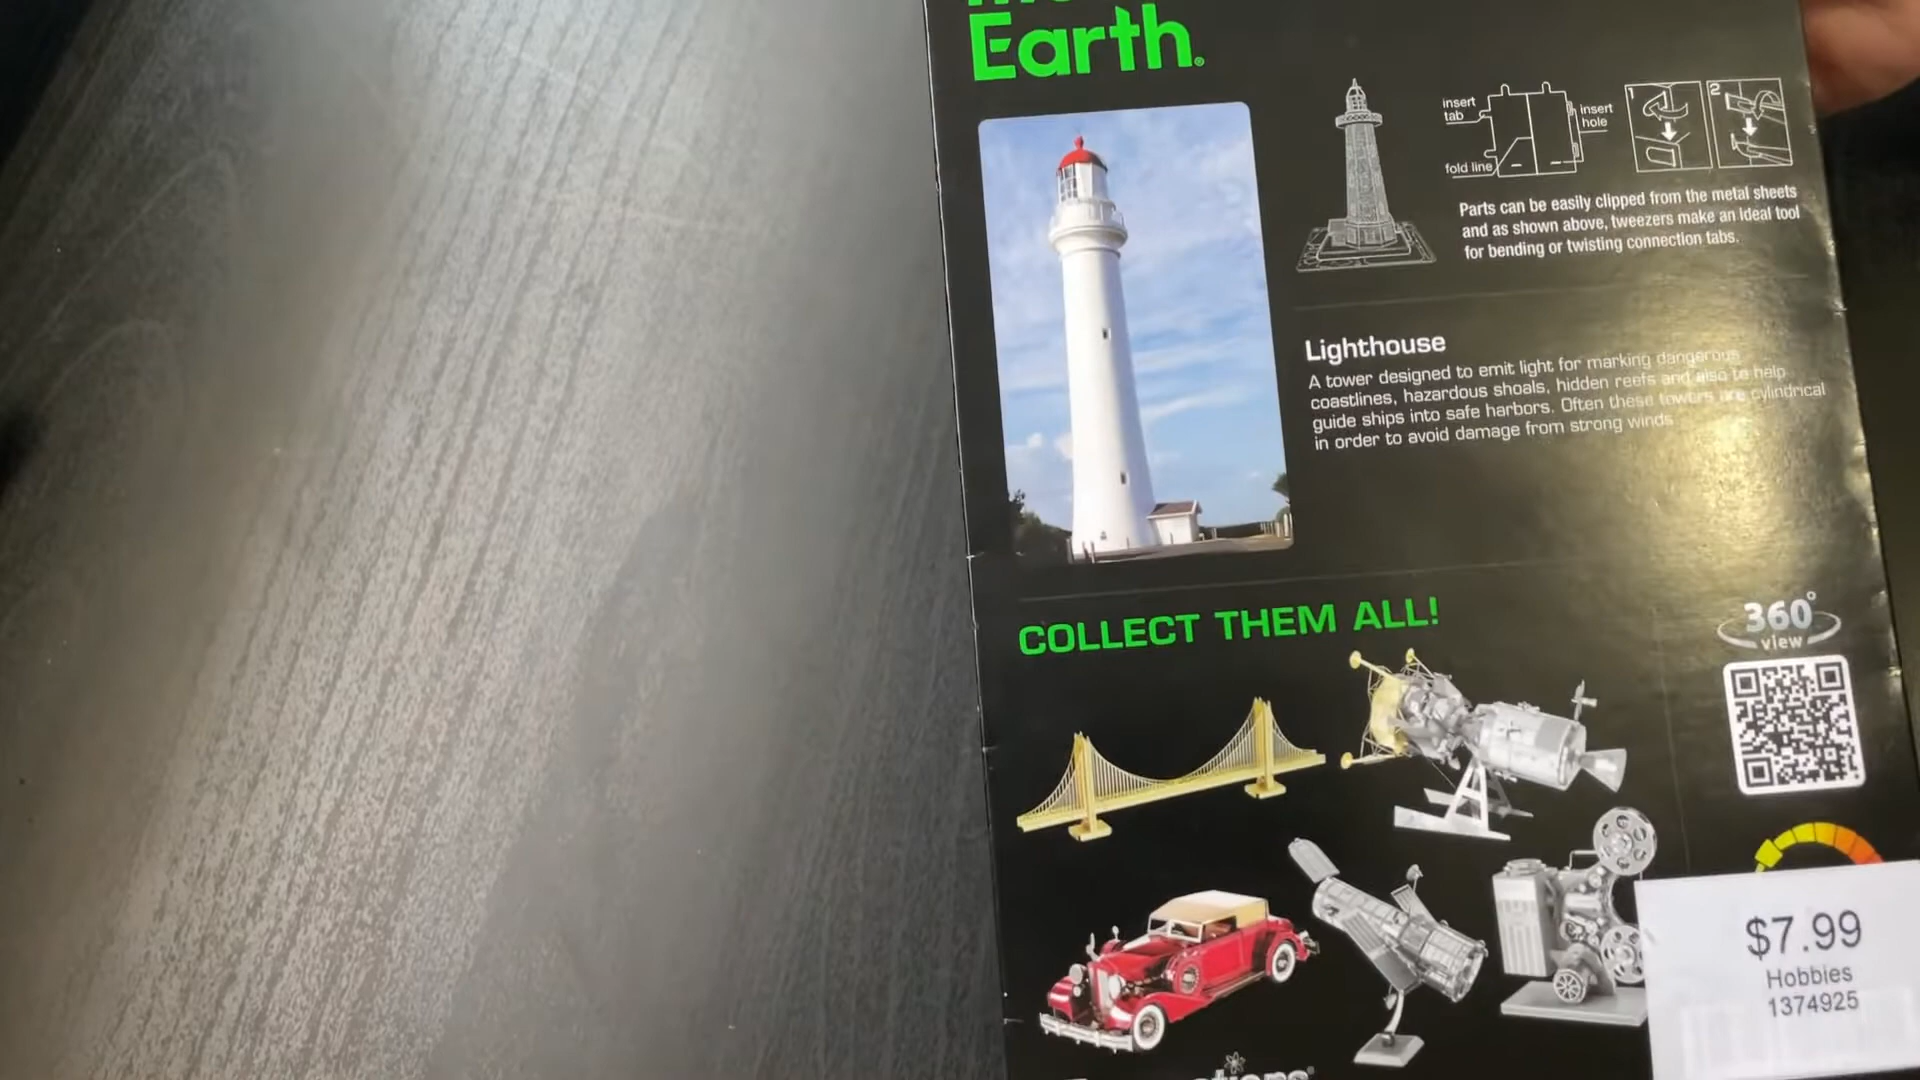 Earth®
insert
tab
insert
hole
fold line
1
2
Parts can be easily clipped from the metal sheets
and as shown above, tweezers make an ideal tool
for bending or twisting connection tabs.
Lighthouse
A tower designed to emit light for marking dangerous
coastlines, hazardous shoals, hidden reefs and also to help
guide ships into safe harbors. Often these towers are cylindrical
in order to avoid damage from strong winds
COLLECT THEM ALL!
360°
view
$7.99
Hobbies
1374925